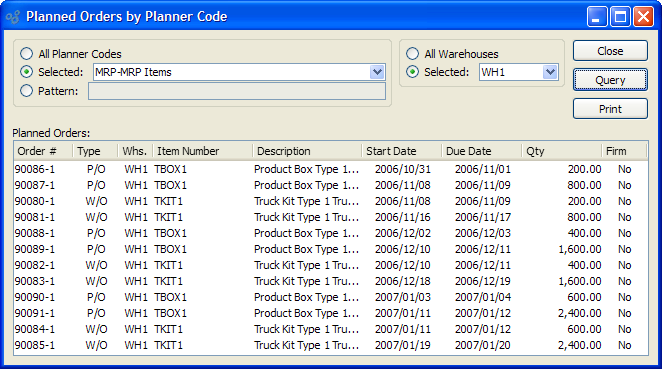 Planned Orders by Planner Code
All Planner Codes
Selected: MRP-MRP Items
Pattern:
All Warehouses
Selected: WH1
Close
Query
Print
Planned Orders:
Order # Type Whs. Item Number Description Start Date Due Date Qty Firm
90086-1 P/O WH1 TBOX1 Product Box Type 1... 2006/10/31 2006/11/01 200.00 No
90087-1 P/O WH1 TBOX1 Product Box Type 1... 2006/11/08 2006/11/09 800.00 No
90080-1 W/O WH1 TKIT1 Truck Kit Type 1 Tru... 2006/11/08 2006/11/09 200.00 No
90081-1 W/O WH1 TKIT1 Truck Kit Type 1 Tru... 2006/11/16 2006/11/17 800.00 No
90088-1 P/O WH1 TBOX1 Product Box Type 1... 2006/12/02 2006/12/03 400.00 No
90089-1 P/O WH1 TBOX1 Product Box Type 1... 2006/12/10 2006/12/11 1,600.00 No
90082-1 W/O WH1 TKIT1 Truck Kit Type 1 Tru... 2006/12/10 2006/12/11 400.00 No
90083-1 W/O WH1 TKIT1 Truck Kit Type 1 Tru... 2006/12/18 2006/12/19 1,600.00 No
90090-1 P/O WH1 TBOX1 Product Box Type 1... 2007/01/03 2007/01/04 600.00 No
90091-1 P/O WH1 TBOX1 Product Box Type 1... 2007/01/11 2007/01/12 2,400.00 No
90084-1 W/O WH1 TKIT1 Truck Kit Type 1 Tru... 2007/01/11 2007/01/12 600.00 No
90085-1 W/O WH1 TKIT1 Truck Kit Type 1 Tru... 2007/01/19 2007/01/20 2,400.00 No